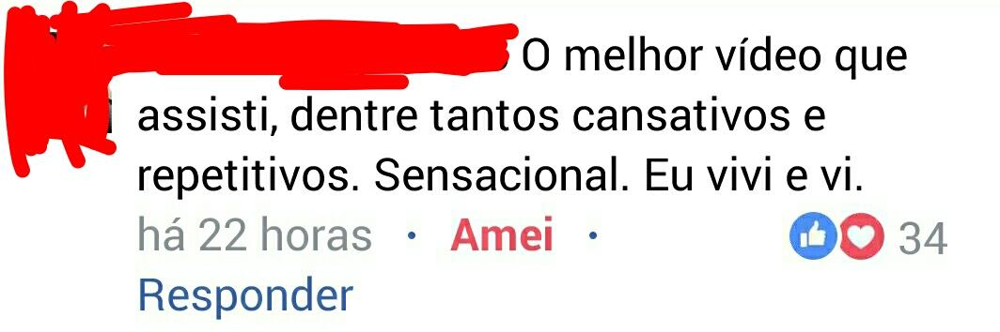 O melhor vídeo que
assisti, dentre tantos cansativos e
repetitivos. Sensacional. Eu vivi e vi.
há 22 horas · Amei · 34
Responder